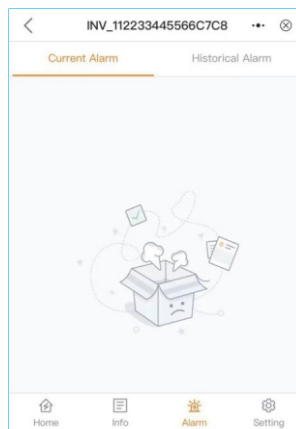 INV_112233445566C7C8
Current Alarm
Historical Alarm
Home
Info
Alarm
Setting